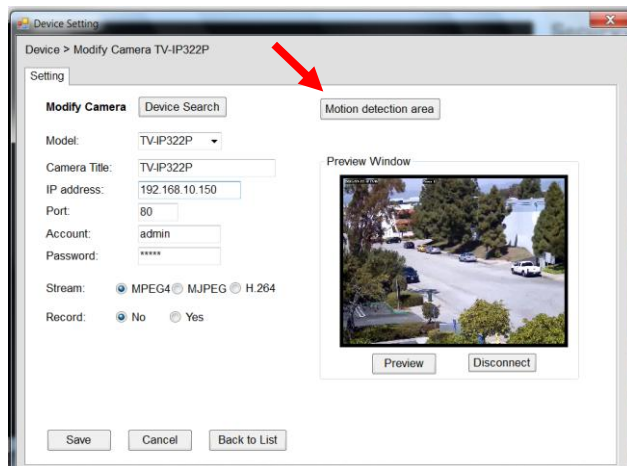 Device Setting
Device > Modify Camera TV-IP322P
Setting
Modify Camera Device Search Motion detection area
Model: TV-IP322P
Camera Title: TV-IP322P
Preview Window
IP address: 192.168.10.150
Port: 80
Account: admin
Password: *****
Stream: MPEG4 MJPEG H.264
Record: No Yes
Preview Disconnect
Save Cancel Back to List